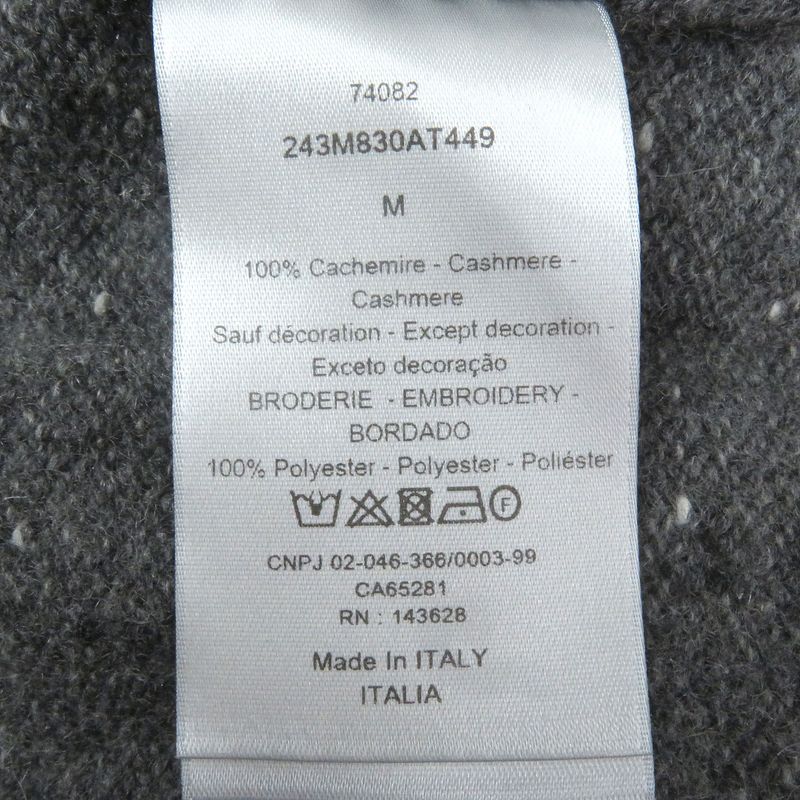 74082
243M830AT449
M
100% Cachemire - Cashmere -
Cashmere
Sauf décoration - Except decoration -
Exceto decoração
BRODERIE - EMBROIDERY -
BORDADO
100% Polyester - Polyester - Poliéster
F
CNPJ 02-046-366/0003-99
CA65281
RN : 143628
Made In ITALY
ITALIA